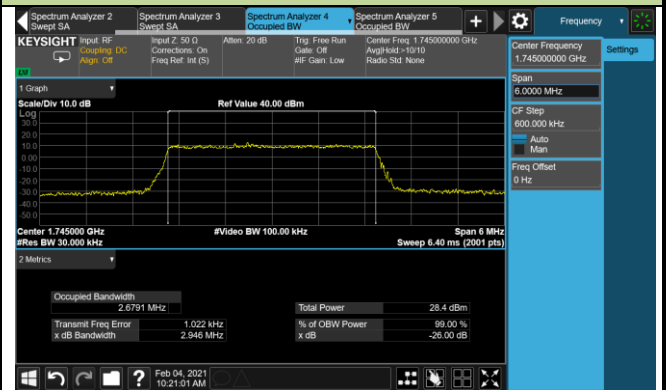 Spectrum Analyzer 2
Swept SA
Spectrum Analyzer 3
Swept SA
Spectrum Analyzer 4
Occupied BW
Spectrum Analyzer 5
Occupied BW
Frequency
KEYSIGHT
Input: RF
Coupling: DC
Align: Off
Input Z: 50 Ω
Corrections: On
Freq Ref: Int (S)
Atten: 20 dB
Trig: Free Run
Gate: Off
#IF Gain: Low
Center Freq: 1.745000000 GHz
Avg|Hold:>10/10
Radio Std: None
Center Frequency
1.745000000 GHz
Settings
Span
6.0000 MHz
CF Step
600.000 kHz
Auto
Man
Freq Offset
0 Hz
1 Graph
Scale/Div 10.0 dB
Ref Value 40.00 dBm
Log
30.0
20.0
10.0
0.00
-10.0
-20.0
-30.0
-40.0
-50.0
Center 1.745000 GHz
#Video BW 100.00 kHz
Span 6 MHz
#Res BW 30.000 kHz
Sweep 6.40 ms (2001 pts)
2 Metrics
Occupied Bandwidth
2.6791 MHz
Total Power
28.4 dBm
Transmit Freq Error
1.022 kHz
% of OBW Power
99.00 %
x dB Bandwidth
2.946 MHz
x dB
-26.00 dB
?
Feb 04, 2021
10:21:01 AM